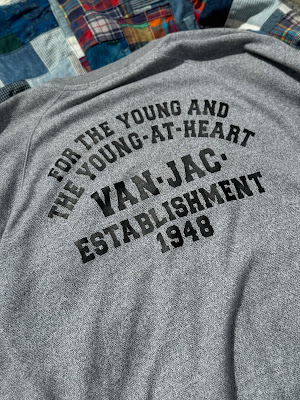 FOR THE YOUNG AND
THE YOUNG-AT-HEART
VAN·JAC·
ESTABLISHMENT
1948